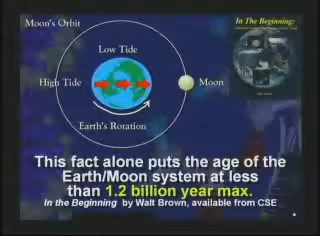 Moon's Orbit
In The Beginning:
Low Tide
High Tide
Moon
Earth's Rotation
This fact alone puts the age of the
Earth/Moon system at less
than 1.2 billion year max.
In the Beginning by Walt Brown, available from CSE